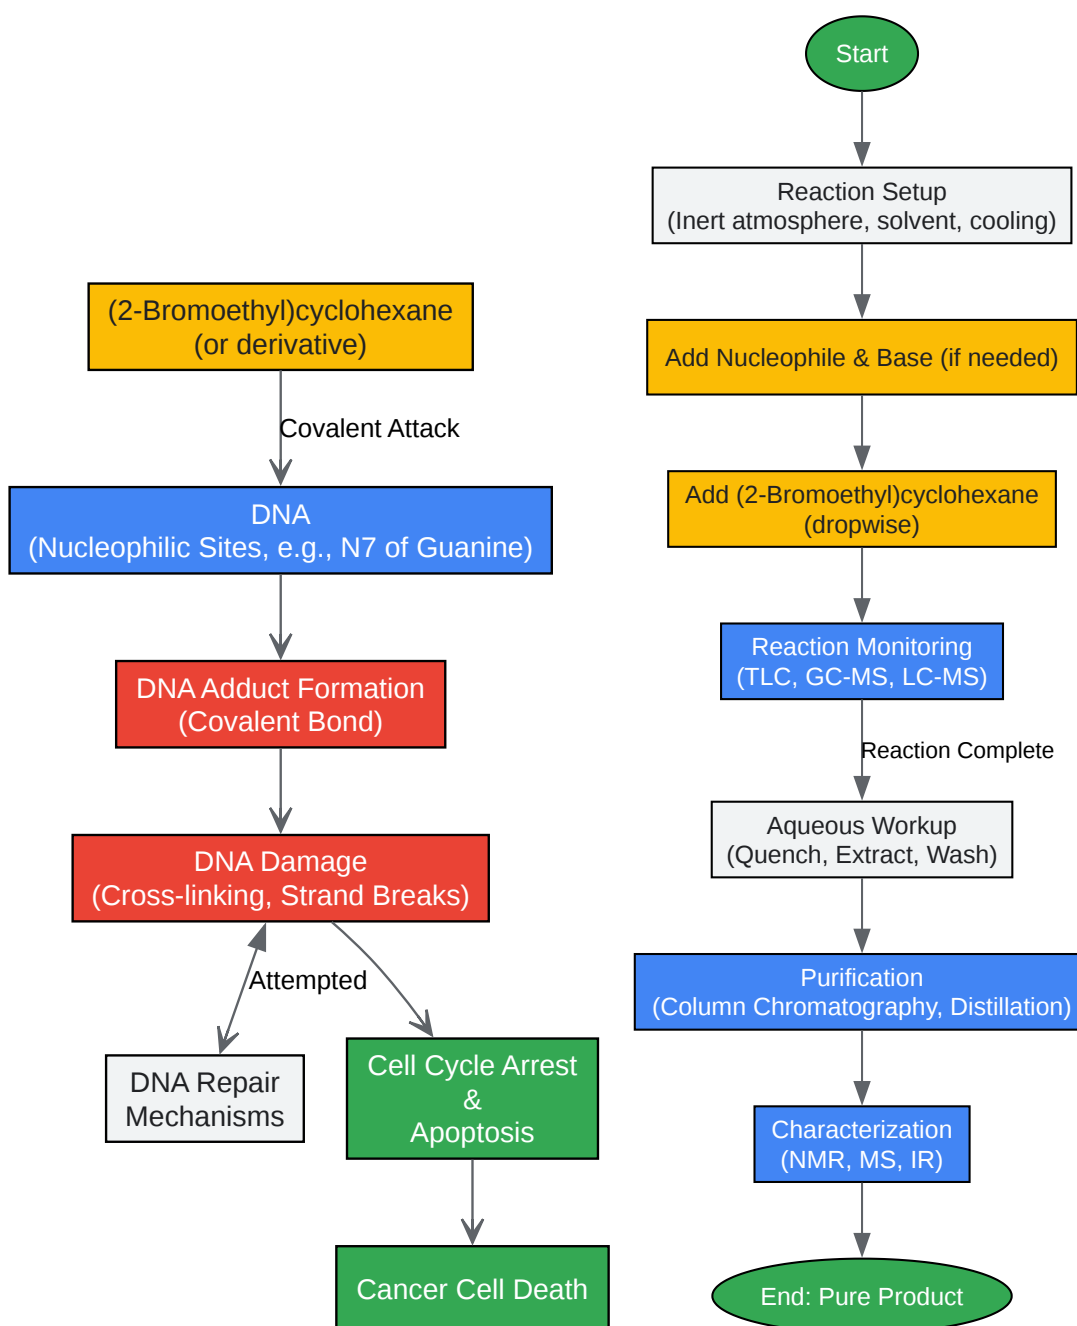 (2-Bromoethyl)cyclohexane
(or derivative)
Covalent Attack
DNA
(Nucleophilic Sites, e.g., N7 of Guanine)
DNA Adduct Formation
(Covalent Bond)
DNA Damage
(Cross-linking, Strand Breaks)
Attempted
DNA Repair
Mechanisms
Cell Cycle Arrest
&
Apoptosis
Cancer Cell Death
Start
Reaction Setup
(Inert atmosphere, solvent, cooling)
Add Nucleophile & Base (if needed)
Add (2-Bromoethyl)cyclohexane
(dropwise)
Reaction Monitoring
(TLC, GC-MS, LC-MS)
Reaction Complete
Aqueous Workup
(Quench, Extract, Wash)
Purification
(Column Chromatography, Distillation)
Characterization
(NMR, MS, IR)
End: Pure Product